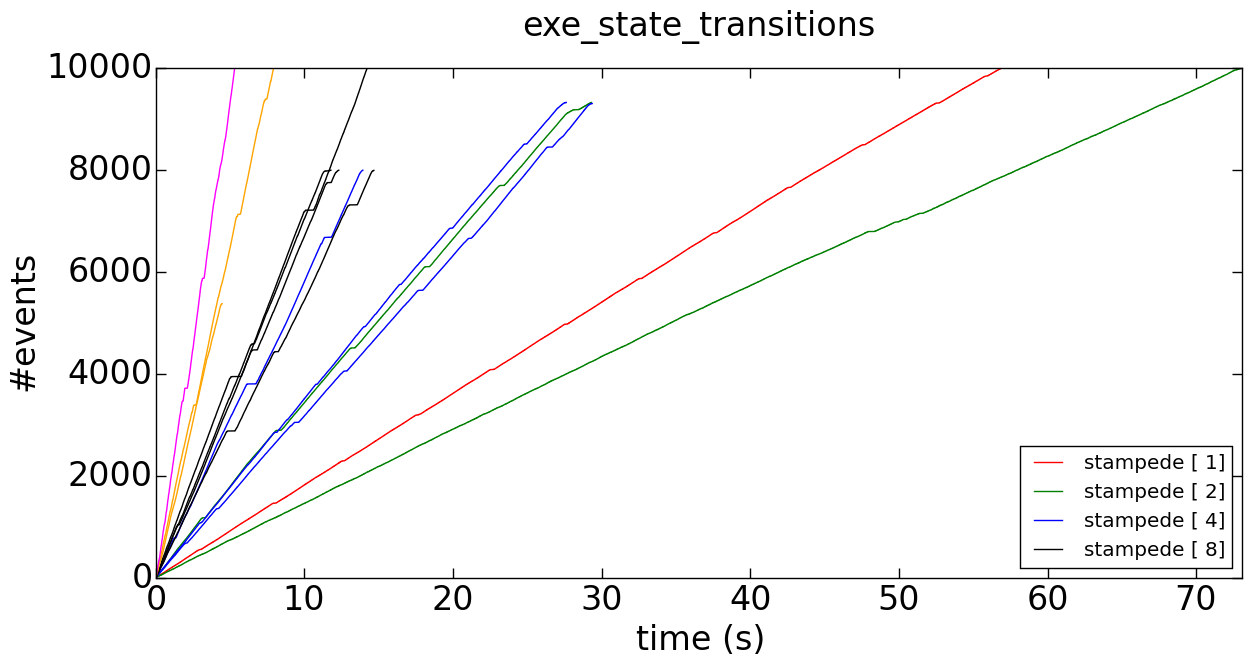 exe_state_transitions
10000
8000
6000
4000
2000
0
#events
0 10 20 30 40 50 60 70
time (s)
stampede [ 1]
stampede [ 2]
stampede [ 4]
stampede [ 8]